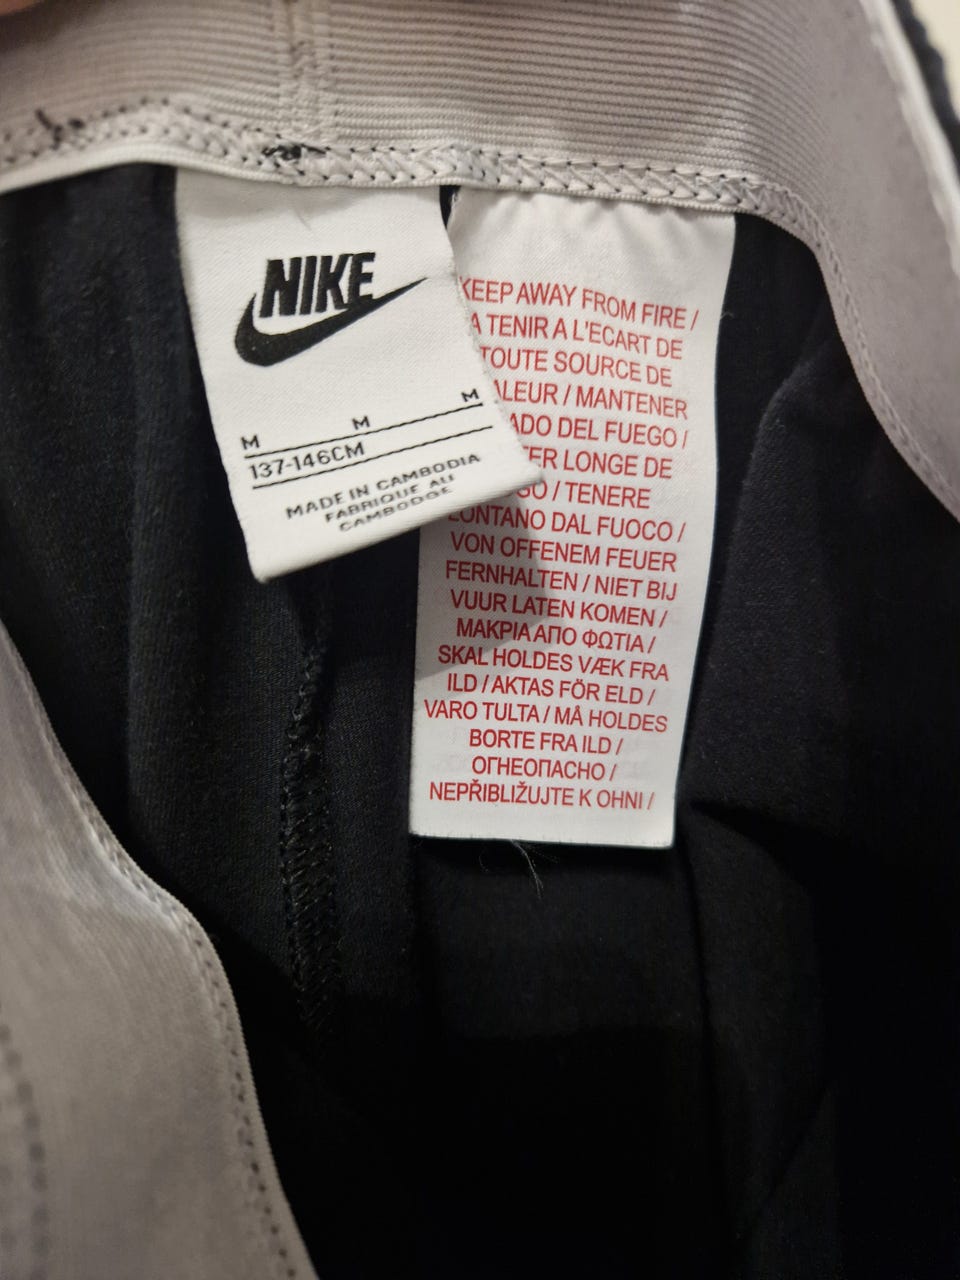 NIKE
M M M
137-146CM
MADE IN CAMBODIA
FABRIQUE AU
CAMBODGE
KEEP AWAY FROM FIRE /
A TENIR A L'ECART DE
TOUTE SOURCE DE
/ MANTENER
DEL FUEGO /
LONGE DE
/ TENERE
LONTANO DAL FUOCO /
VON OFFENEM FEUER
FERNHALTEN / NIET BIJ
VUUR LATEN KOMEN /
ΜΑΚΡΙΑ ΑΠΟ ΦΩΤΙΑ /
SKAL HOLDES VÆK FRA
ILD / AKTAS FÖR ELD /
VARO TULTA / MÅ HOLDES
BORTE FRA ILD /
ОГНЕОПАСНО /
NEPŘIBLIŽUJTE K OHNI /